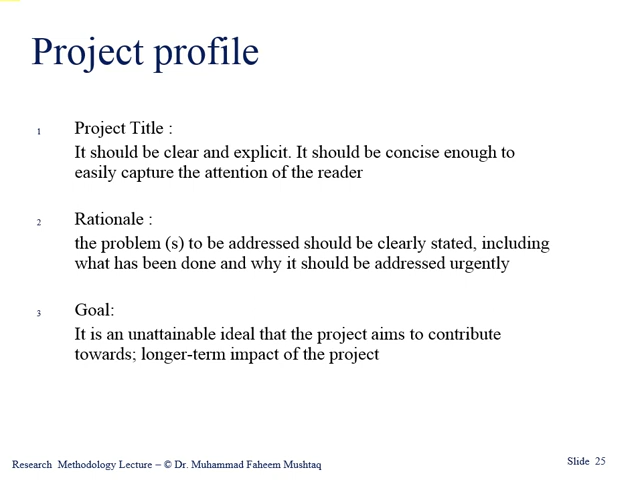 Project profile
1 Project Title :
It should be clear and explicit. It should be concise enough to
easily capture the attention of the reader
2 Rationale :
the problem (s) to be addressed should be clearly stated, including
what has been done and why it should be addressed urgently
3 Goal:
It is an unattainable ideal that the project aims to contribute
towards; longer-term impact of the project
Research Methodology Lecture – © Dr. Muhammad Faheem Mushtaq
Slide 25